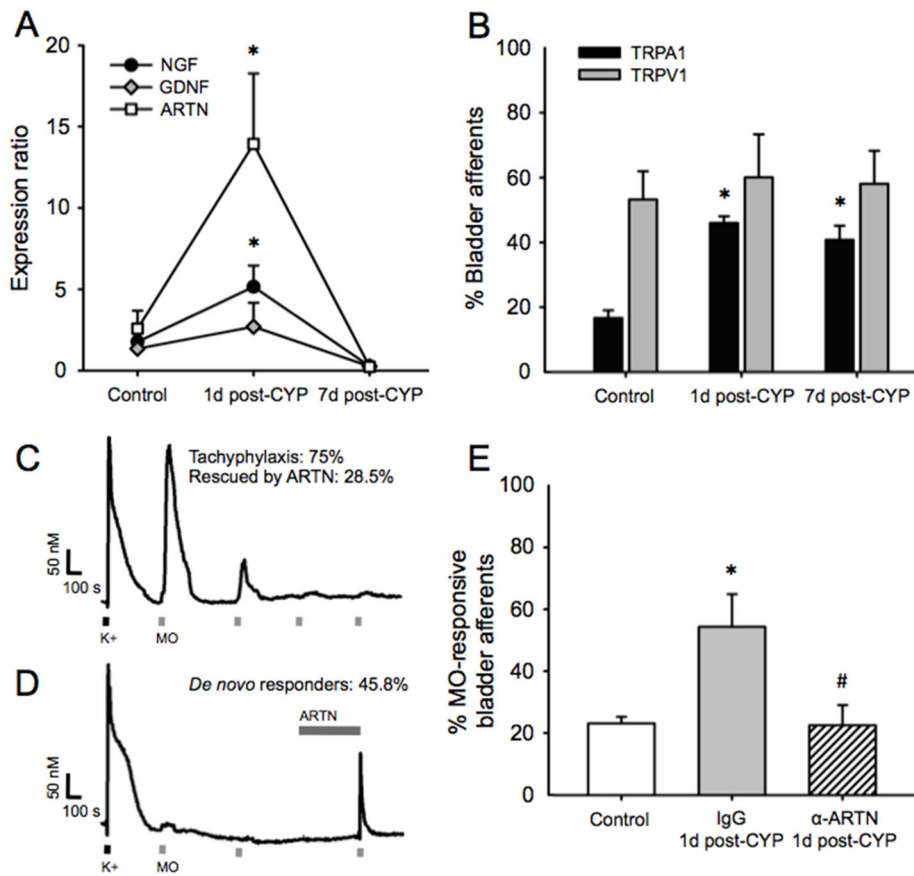 A
20
15
10
5
0
Expression ratio
NGF
GDNF
ARTN
*
*
Control
1d post-CYP
7d post-CYP
B
100
80
60
40
20
0
% Bladder afferents
TRPA1
TRPV1
*
*
Control
1d post-CYP
7d post-CYP
C
Tachyphylaxis: 75%
Rescued by ARTN: 28.5%
50 nM
100 s
K+
MO
D
De novo responders: 45.8%
ARTN
50 nM
100 s
K+
MO
E
100
80
60
40
20
0
% MO-responsive
bladder afferents
*
#
Control
IgG
1d post-CYP
α-ARTN
1d post-CYP